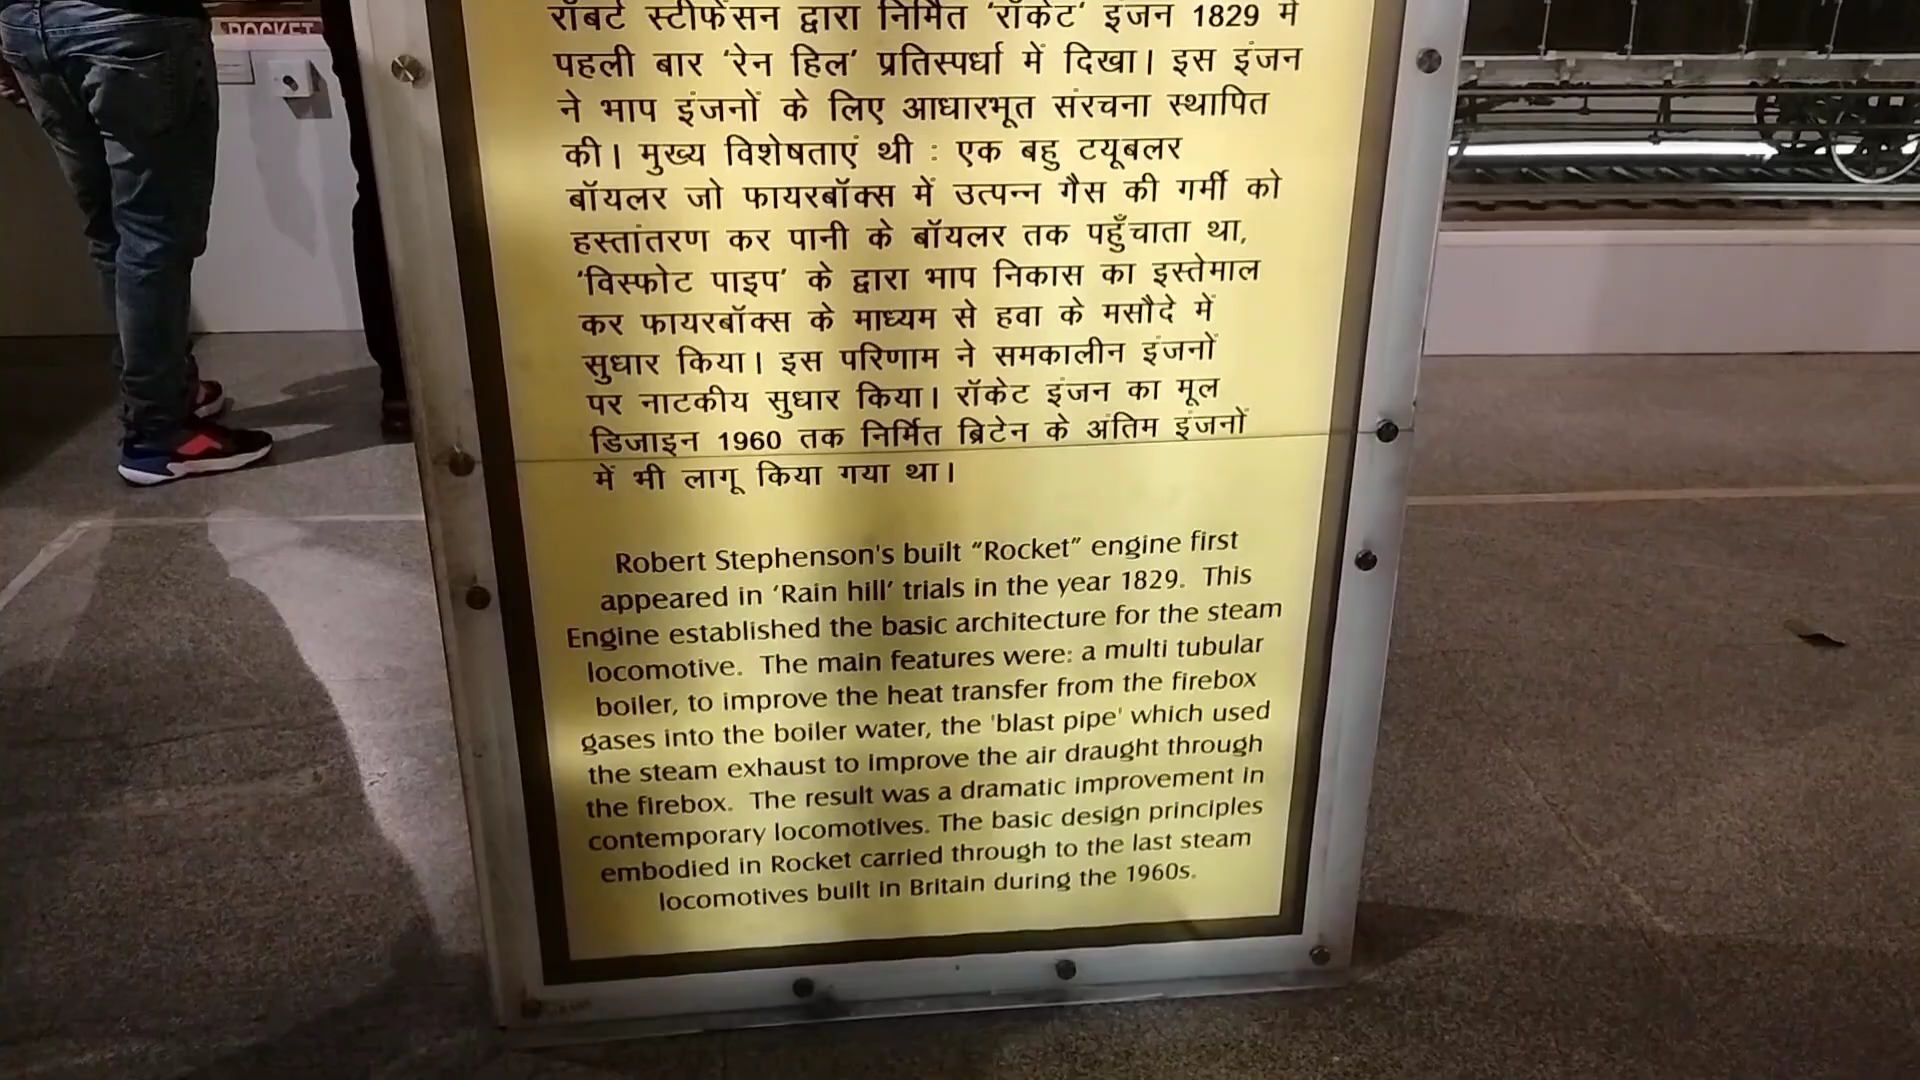 ROCKET
रॉबर्ट स्टीफेंसन द्वारा निर्मित 'रॉकेट' इंजन 1829 में
पहली बार 'रेन हिल' प्रतिस्पर्धा में दिखा। इस इंजन
ने भाप इंजनों के लिए आधारभूत संरचना स्थापित
की। मुख्य विशेषताएं थी : एक बहु टयूबलर
बॉयलर जो फायरबॉक्स में उत्पन्न गैस की गर्मी को
हस्तांतरण कर पानी के बॉयलर तक पहुँचाता था,
'विस्फोट पाइप' के द्वारा भाप निकास का इस्तेमाल
कर फायरबॉक्स के माध्यम से हवा के मसौदे में
सुधार किया। इस परिणाम ने समकालीन इंजनों
पर नाटकीय सुधार किया। रॉकेट इंजन का मूल
डिजाइन 1960 तक निर्मित ब्रिटेन के अंतिम इंजनों
में भी लागू किया गया था।
Robert Stephenson's built "Rocket" engine first
appeared in 'Rain hill' trials in the year 1829. This
Engine established the basic architecture for the steam
locomotive. The main features were: a multi tubular
boiler, to improve the heat transfer from the firebox
gases into the boiler water, the 'blast pipe' which used
the steam exhaust to improve the air draught through
the firebox. The result was a dramatic improvement in
contemporary locomotives. The basic design principles
embodied in Rocket carried through to the last steam
locomotives built in Britain during the 1960s.